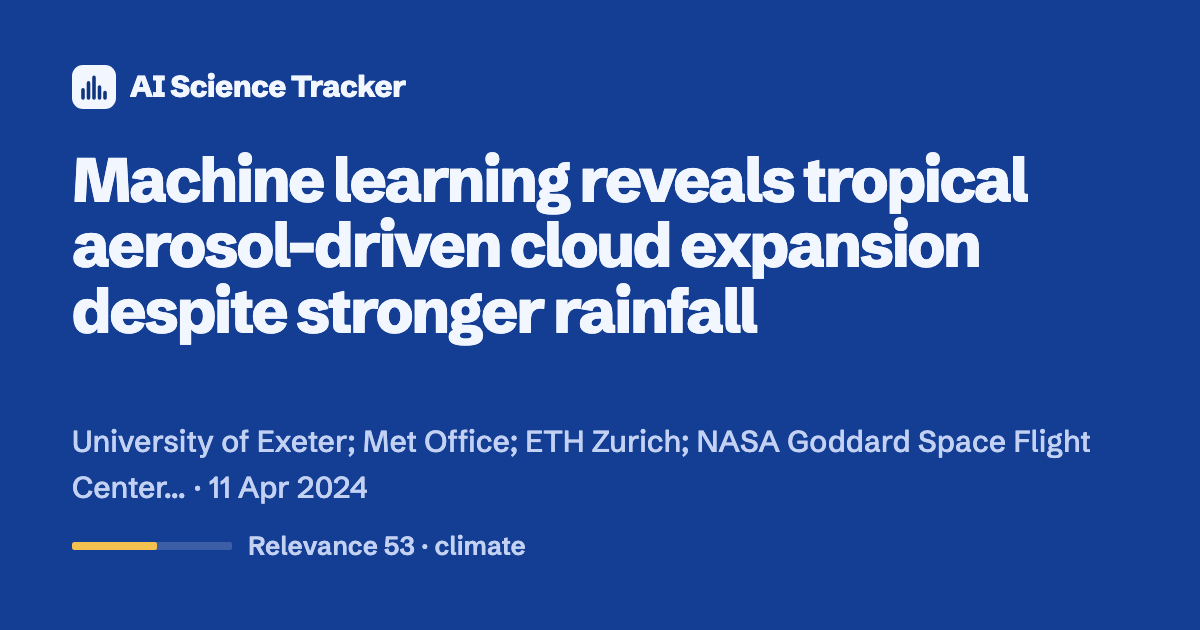 AI Science Tracker
Machine learning reveals tropical
aerosol-driven cloud expansion
despite stronger rainfall
University of Exeter; Met Office; ETH Zurich; NASA Goddard Space Flight
Center... · 11 Apr 2024
Relevance 53 · climate